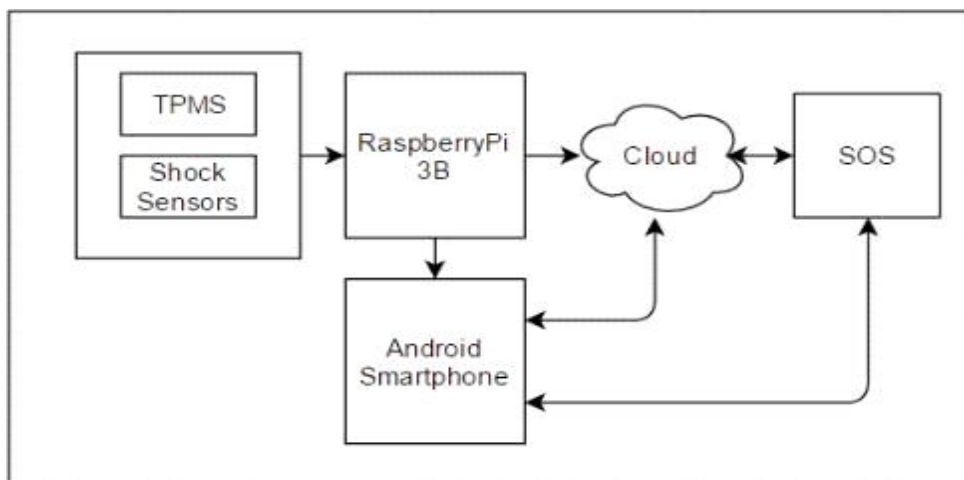 TPMS
Shock
Sensors
RaspberryPi
3B
Cloud
SOS
Android
Smartphone